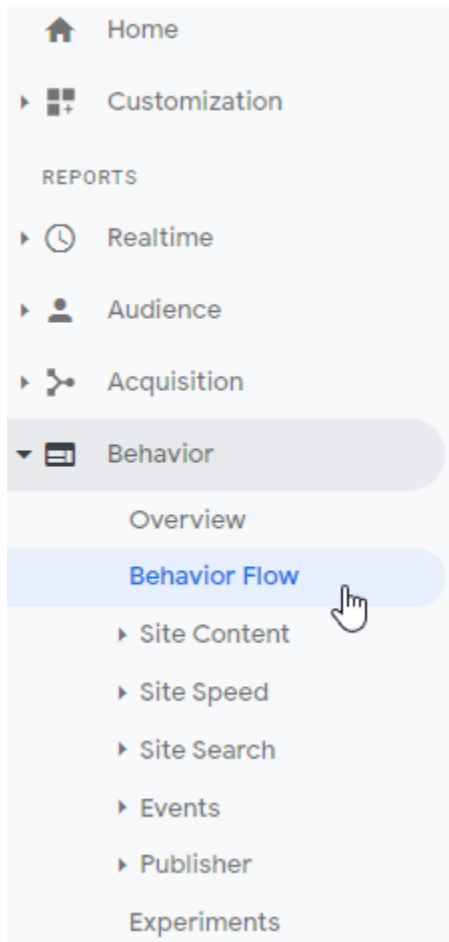 Home
Customization
REPORTS
Realtime
Audience
Acquisition
Behavior
Overview
Behavior Flow
Site Content
Site Speed
Site Search
Events
Publisher
Experiments